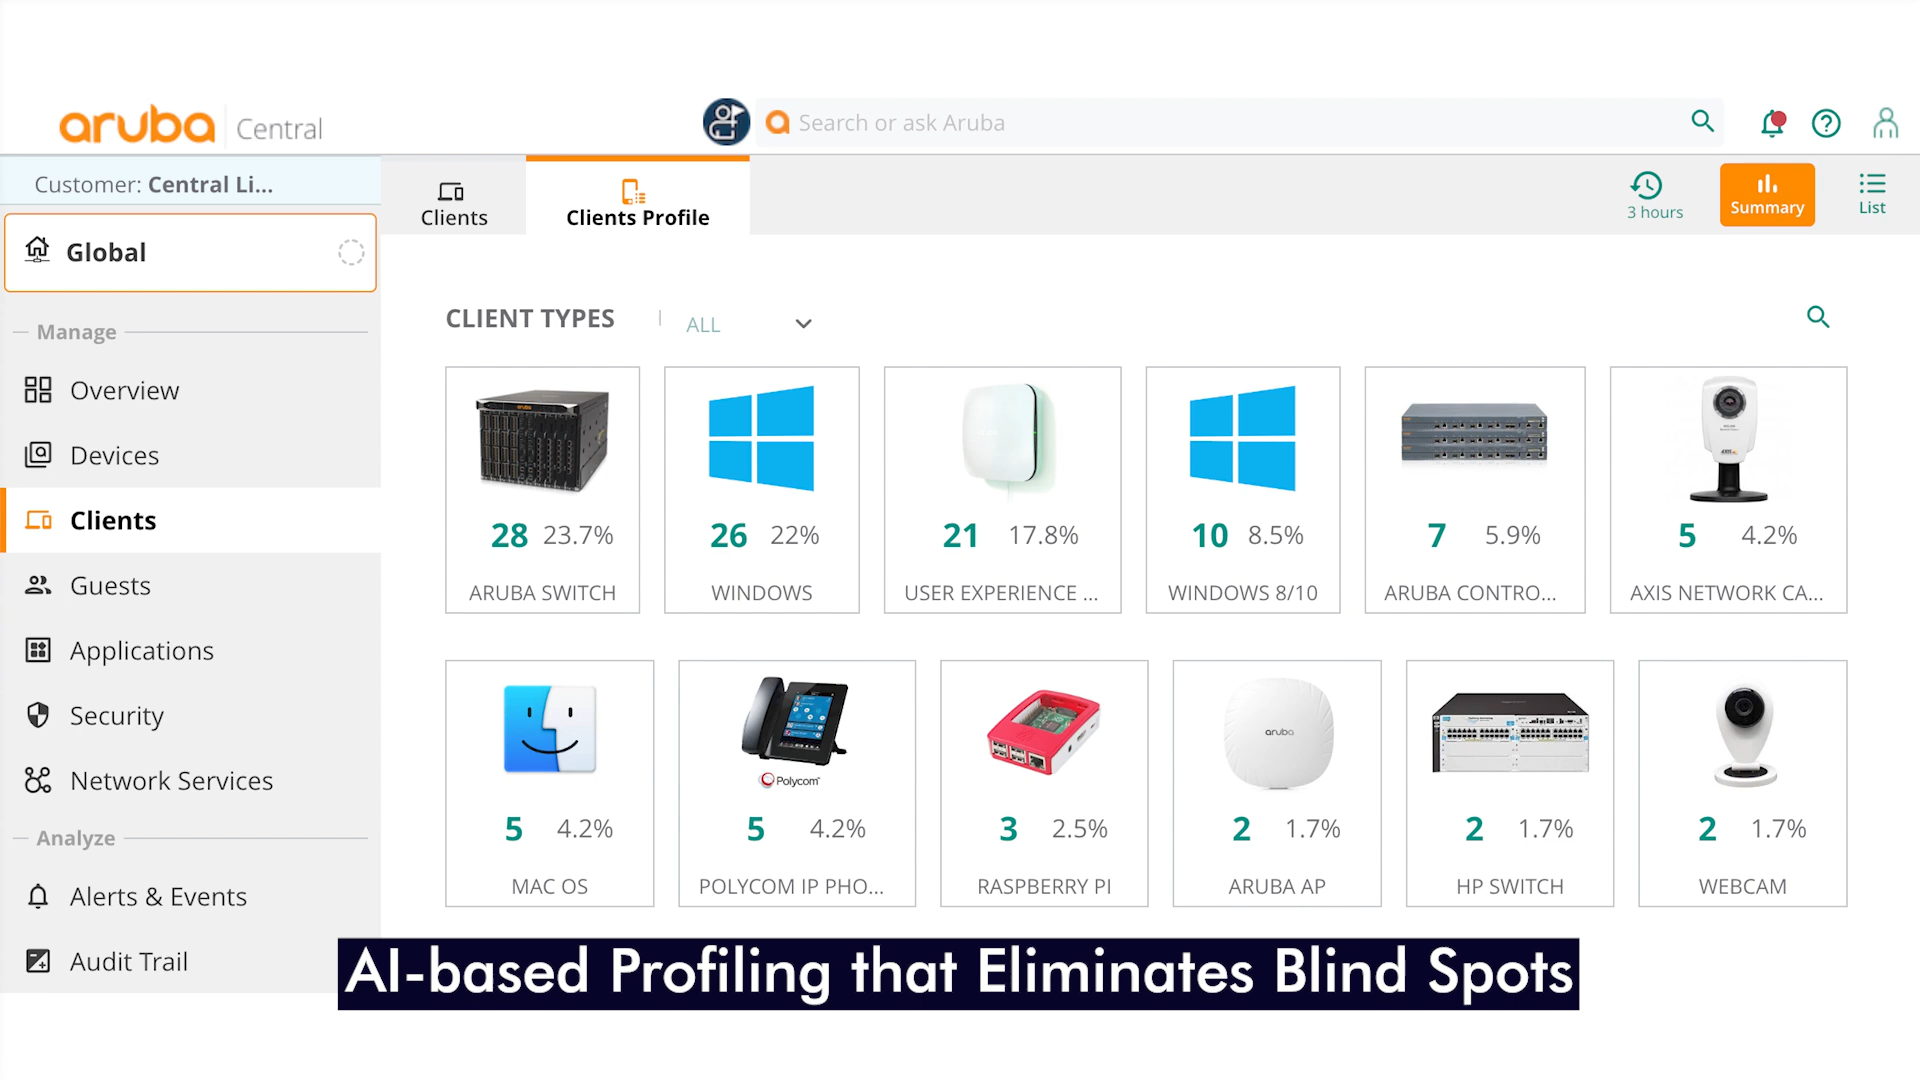 aruba Central
Search or ask Aruba
Customer: Central Li...
Clients
Clients Profile
3 hours
Summary
List
Global
Manage
Overview
Devices
Clients
Guests
Applications
Security
Network Services
Analyze
Alerts & Events
Audit Trail
CLIENT TYPES
ALL
aruba
28 23.7%
ARUBA SWITCH
26 22%
WINDOWS
21 17.8%
USER EXPERIENCE ...
10 8.5%
WINDOWS 8/10
7 5.9%
ARUBA CONTRO...
AXIS
5 4.2%
AXIS NETWORK CA...
5 4.2%
MAC OS
Polycom
5 4.2%
POLYCOM IP PHO...
3 2.5%
RASPBERRY PI
aruba
2 1.7%
ARUBA AP
2 1.7%
HP SWITCH
2 1.7%
WEBCAM
AI-based Profiling that Eliminates Blind Spots